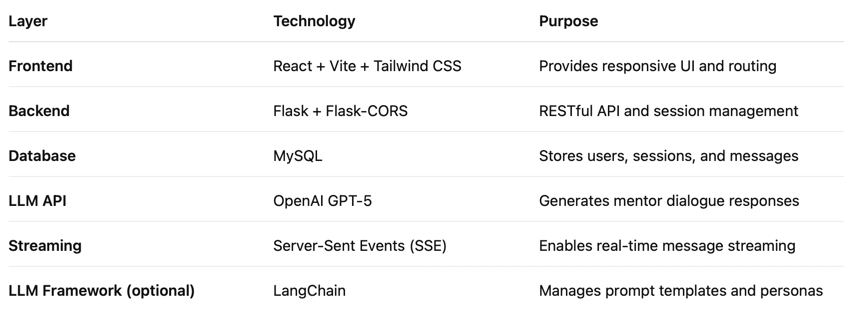 Layer Technology Purpose
Frontend React + Vite + Tailwind CSS Provides responsive UI and routing
Backend Flask + Flask-CORS RESTful API and session management
Database MySQL Stores users, sessions, and messages
LLM API OpenAI GPT-5 Generates mentor dialogue responses
Streaming Server-Sent Events (SSE) Enables real-time message streaming
LLM Framework (optional) LangChain Manages prompt templates and personas